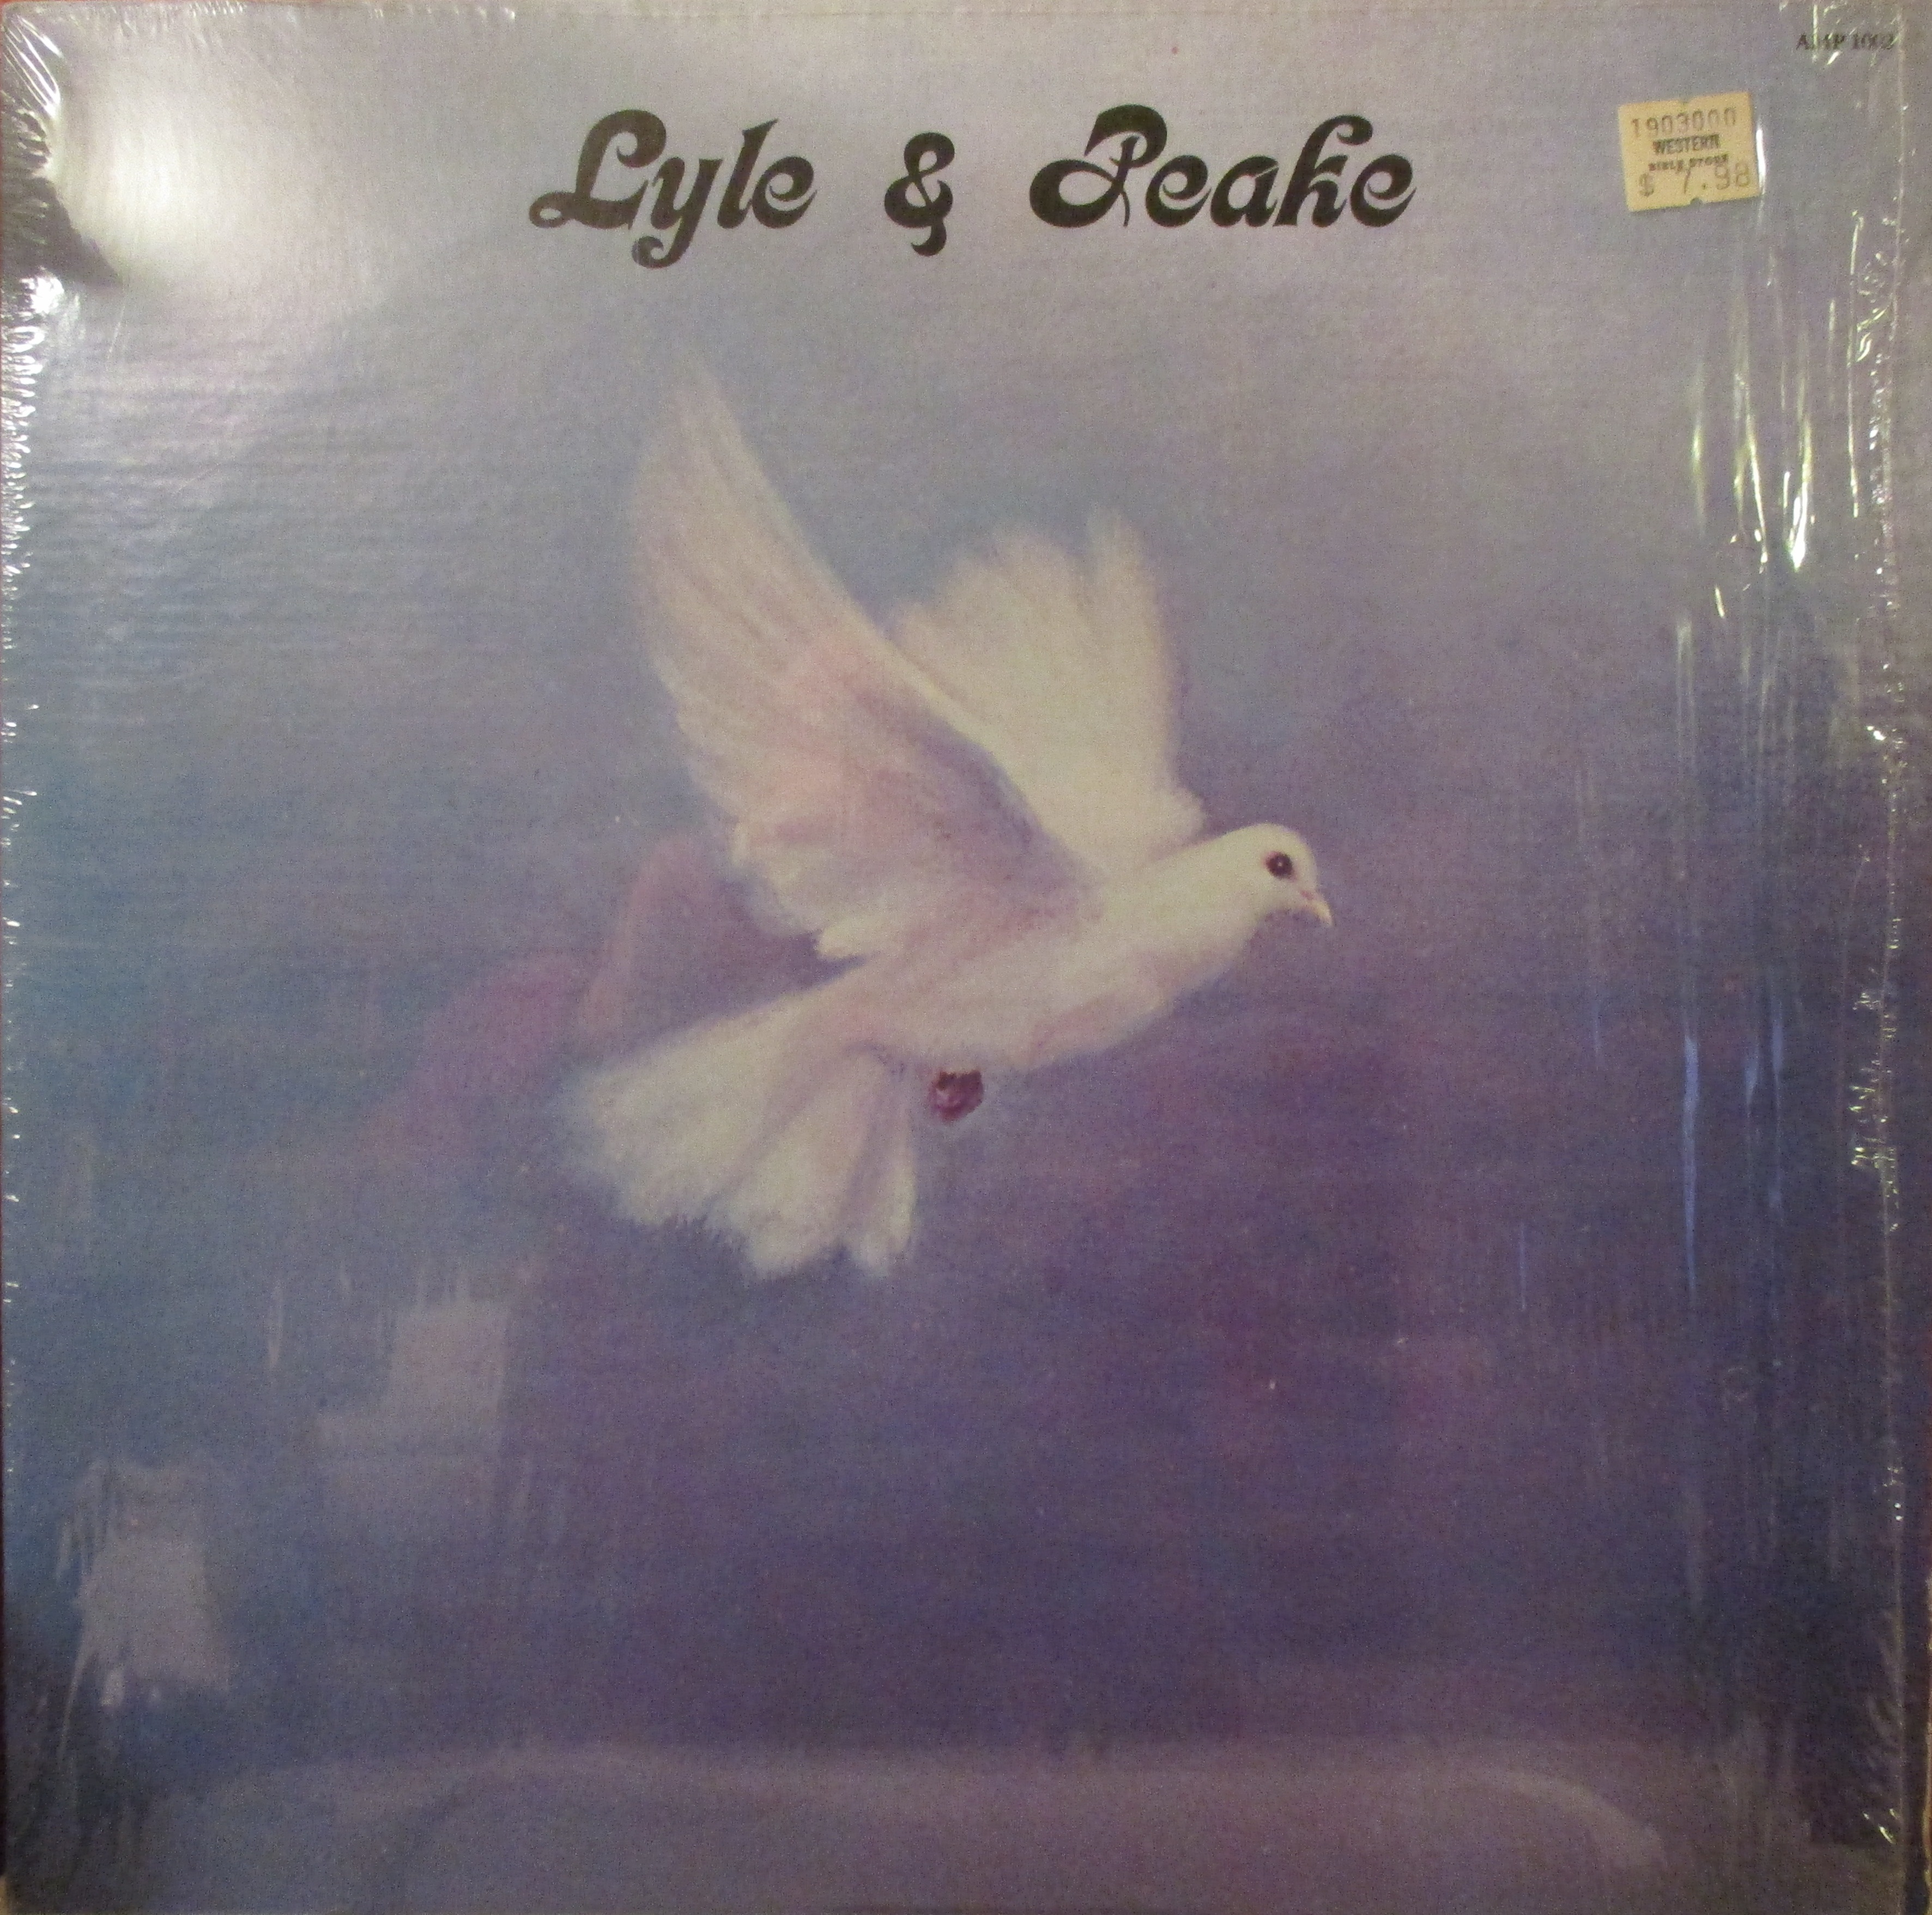 Lyle & Peake
1903000
WESTERN
BIBLE STORE
$ 7.98